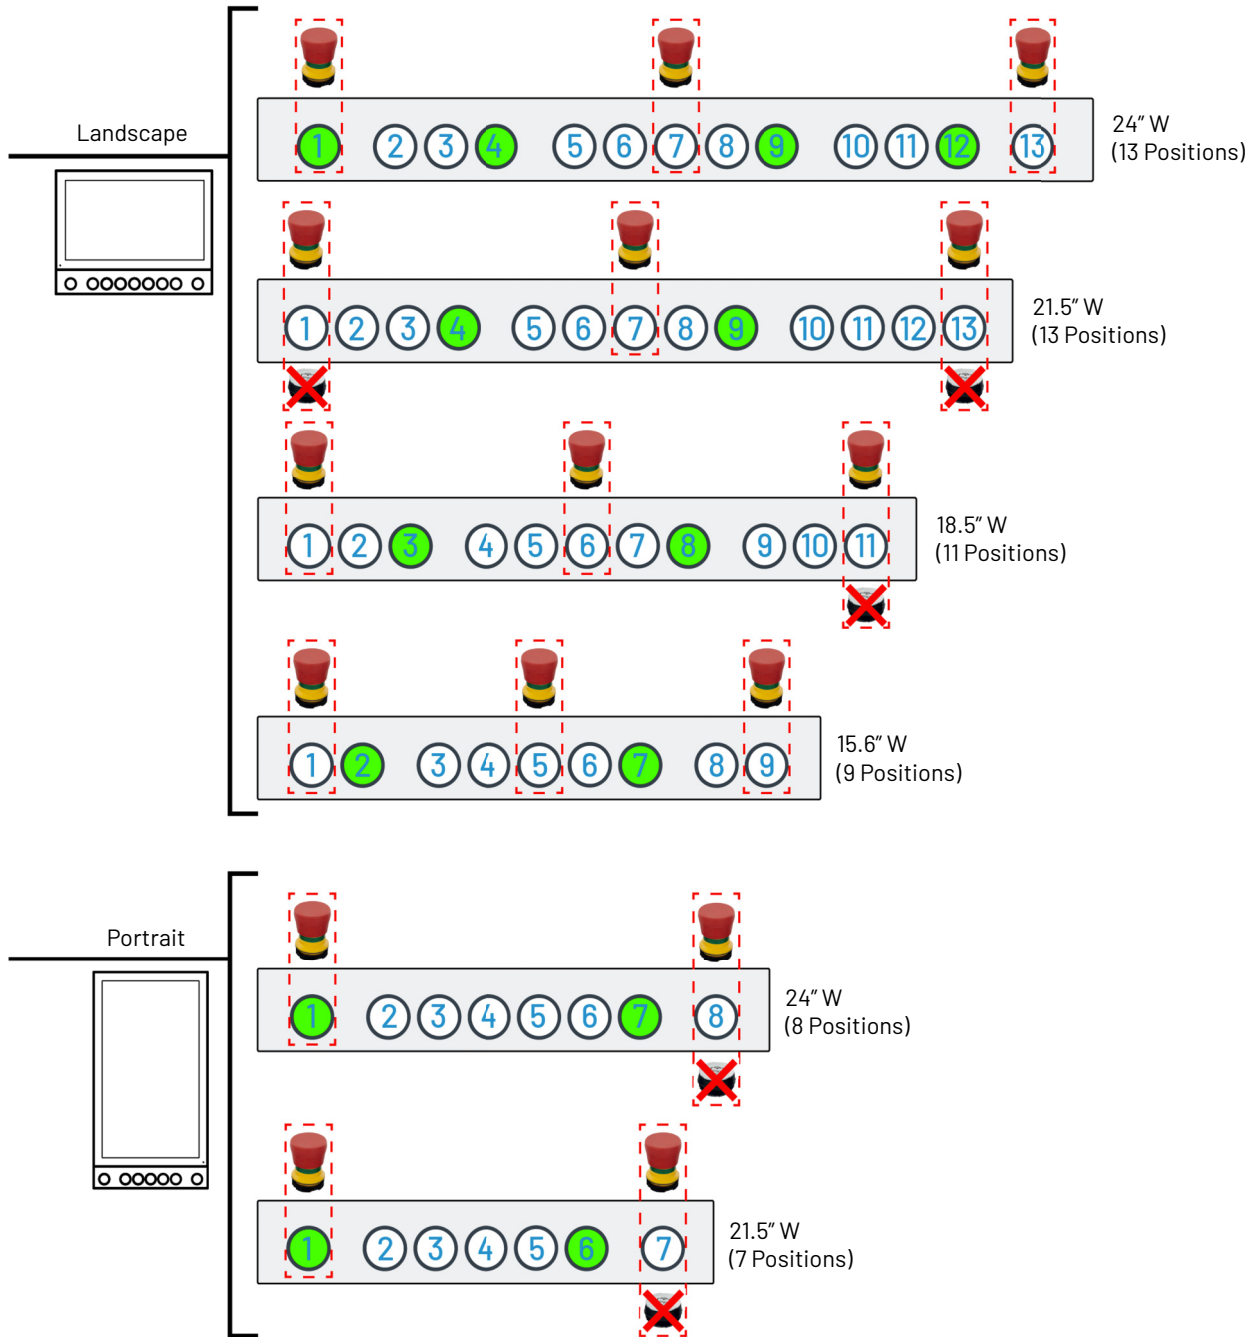 Landscape
1 2 3 4 5 6 7 8 9 10 11 12 13
24” W
(13 Positions)
1 2 3 4 5 6 7 8 9 10 11 12 13
21.5” W
(13 Positions)
1 2 3 4 5 6 7 8 9 10 11
18.5” W
(11 Positions)
1 2 3 4 5 6 7 8 9
15.6” W
(9 Positions)
Portrait
1 2 3 4 5 6 7 8
24” W
(8 Positions)
1 2 3 4 5 6 7
21.5” W
(7 Positions)